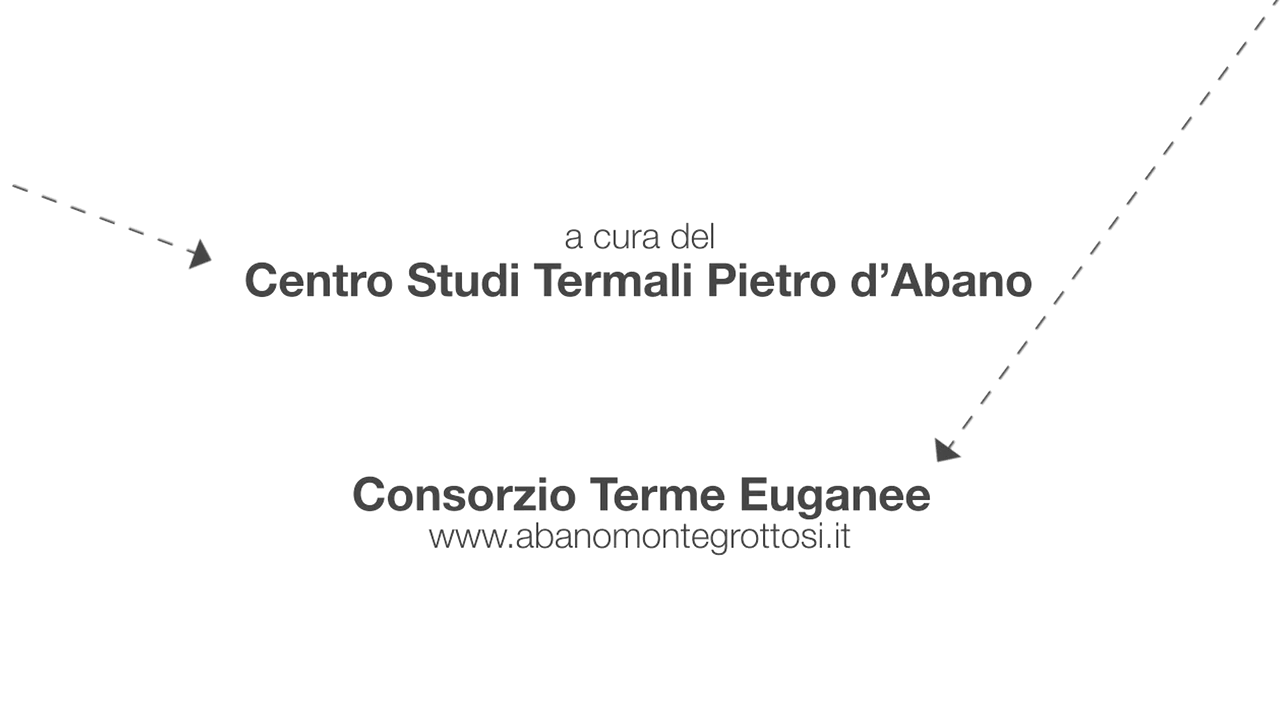 a cura del
Centro Studi Termali Pietro d’Abano
Consorzio Terme Euganee
www.abanomontegrottosi.it